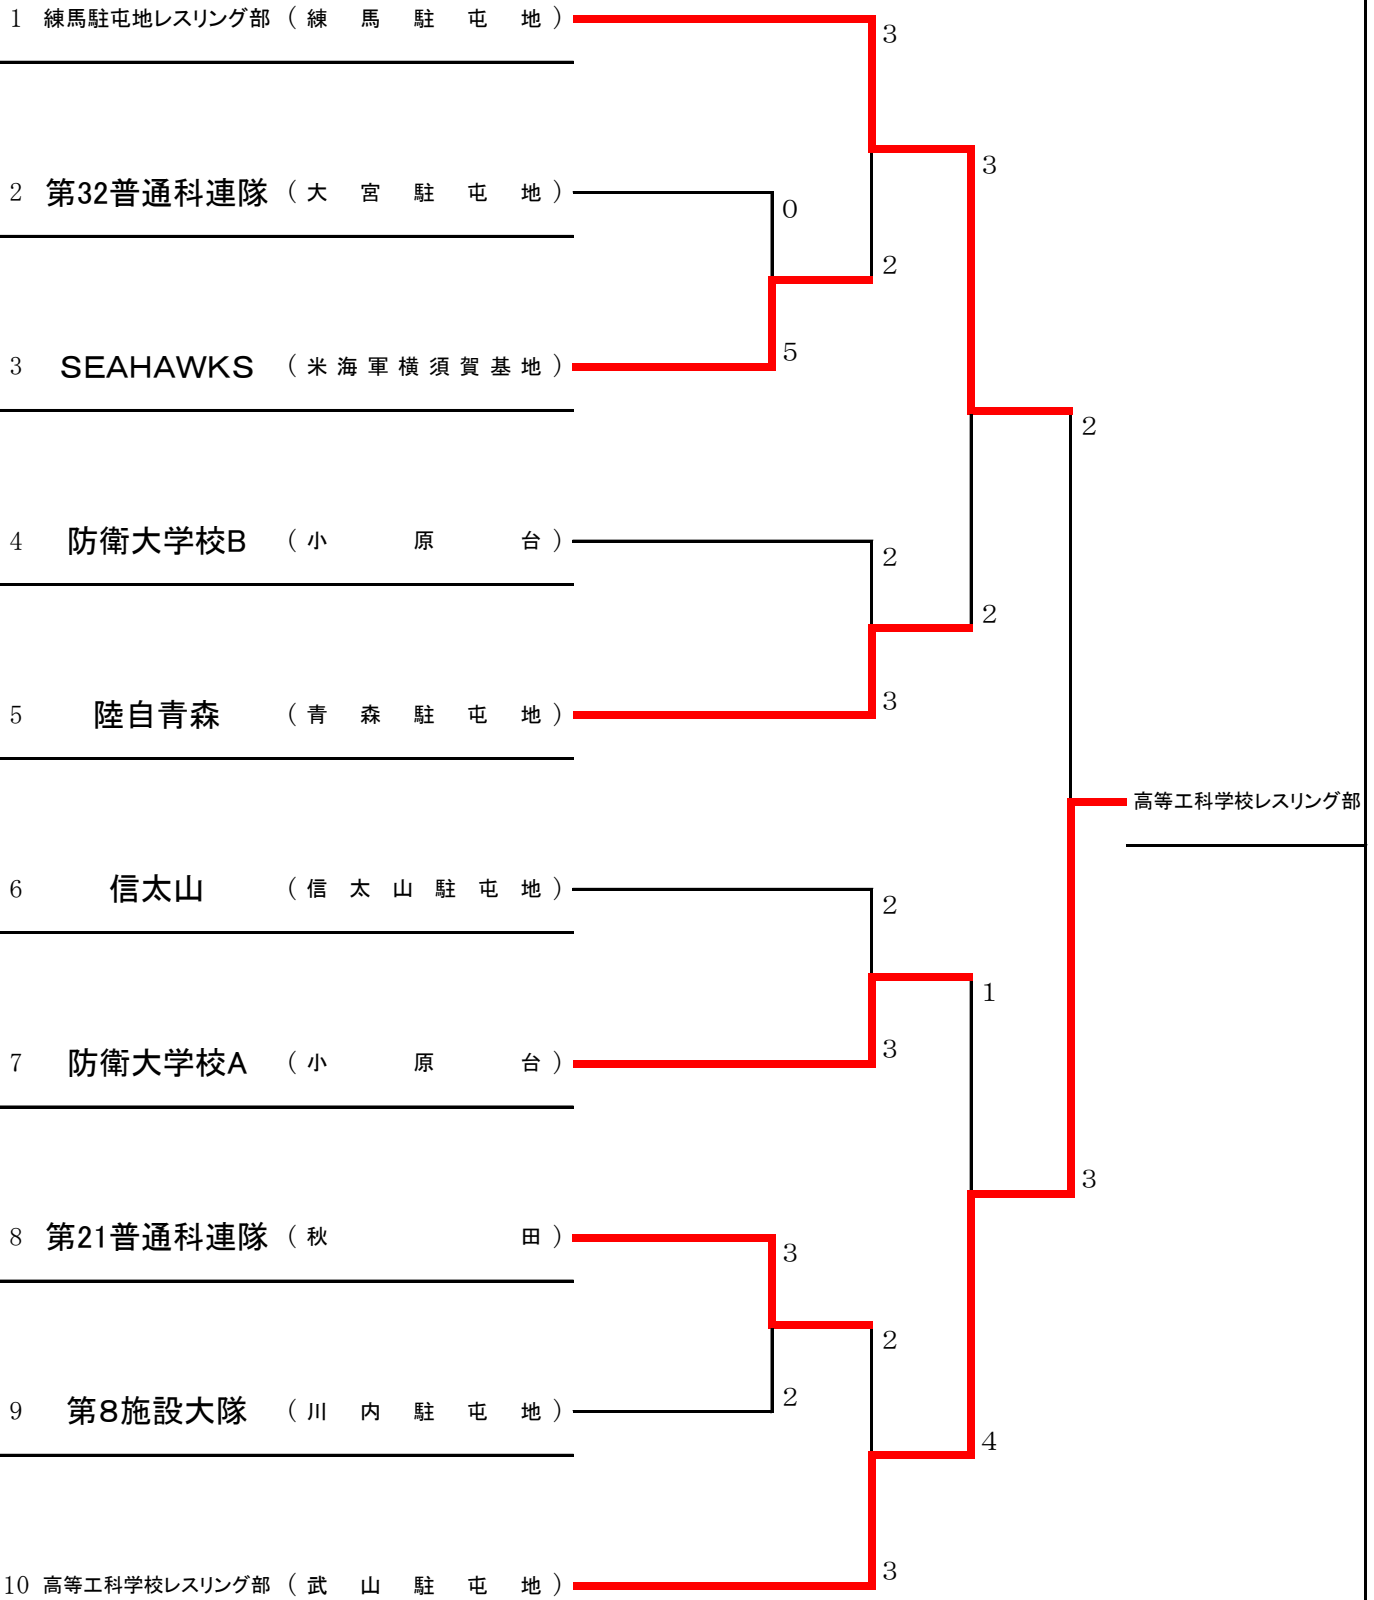 1 練馬駐屯地レスリング部 (練馬駐屯地)
3
3
2 第32普通科連隊 (大宮駐屯地)
0
2
3 SEAHAWKS (米海軍横須賀基地)
5
2
4 防衛大学校B (小原台)
2
2
5 陸自青森 (青森駐屯地)
3
高等工科学校レスリング部
6 信太山 (信太山駐屯地)
2
1
7 防衛大学校A (小原台)
3
3
8 第21普通科連隊 (秋田)
3
2
9 第8施設大隊 (川内駐屯地)
2
4
10 高等工科学校レスリング部 (武山駐屯地)
3